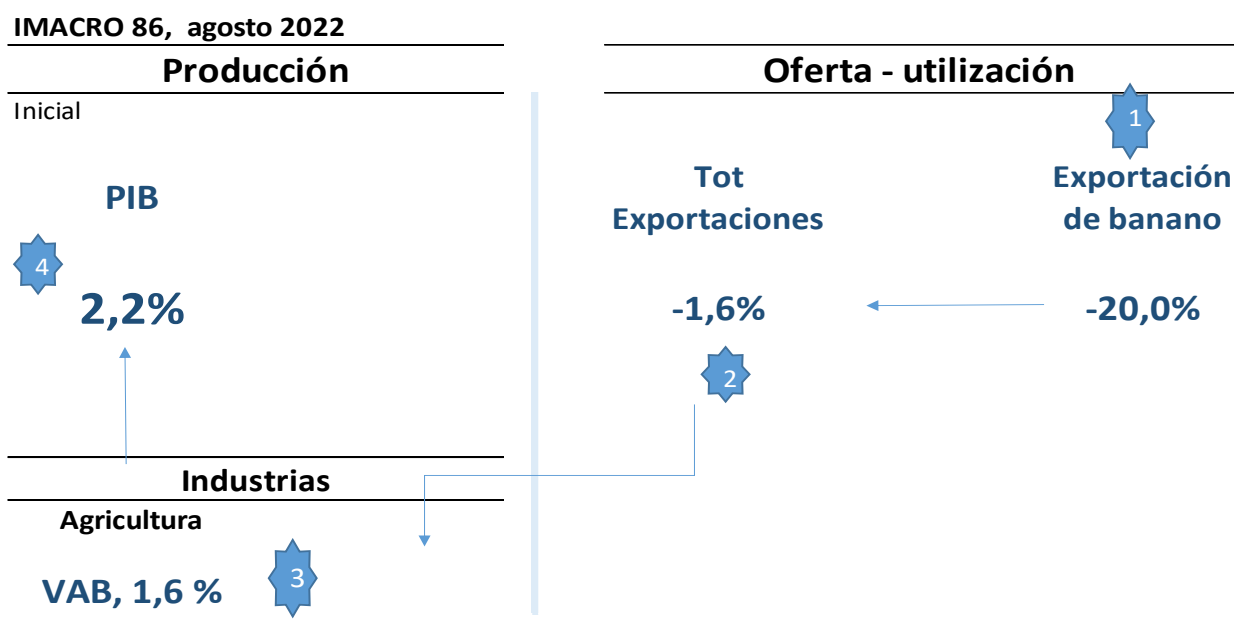 IMACRO 86, agosto 2022
Producción
Inicial
PIB
4
2,2%
Industrias
Agricultura
VAB, 1,6 %
3
Oferta - utilización
1
Tot
Exportaciones
Exportación
de banano
-1,6%
-20,0%
2